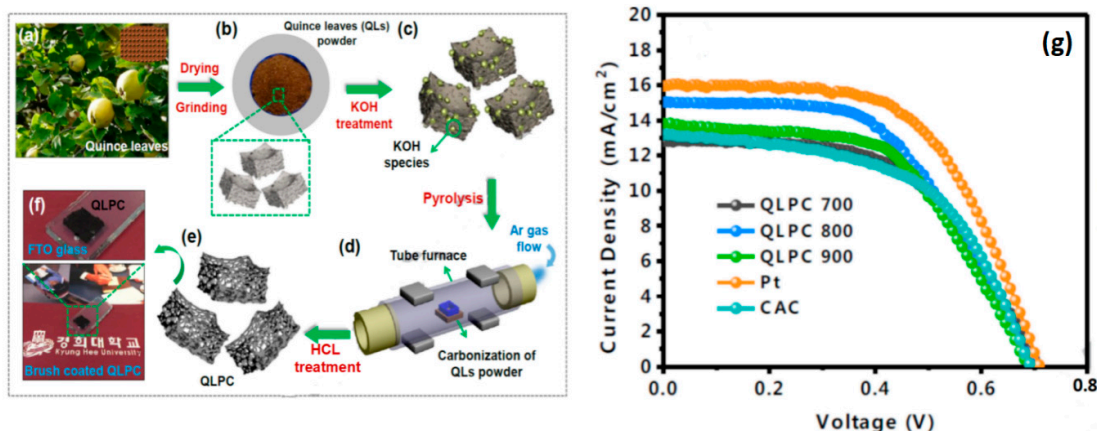 (a)
Quince leaves
Drying
Grinding
(b)
Quince leaves (QLs)
powder
KOH
treatment
(c)
KOH
species
Pyrolysis
(d)
Ar gas
flow
Tube furnace
Carbonization of
QLs powder
HCL
treatment
(e)
QLPC
(f)
QLPC
FTO glass
경희대학교
Kyung Hee University
Brush coated QLPC
(g)
Current Density (mA/cm²)
20
18
16
14
12
10
8
6
4
2
0
QLPC 700
QLPC 800
QLPC 900
Pt
CAC
0.0
0.2
0.4
0.6
0.8
Voltage (V)